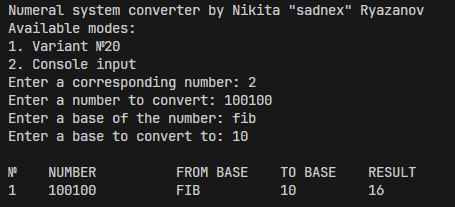 Numeral system converter by Nikita "sadnex" Ryazanov
Available modes:
1. Variant №20
2. Console input
Enter a corresponding number: 2
Enter a number to convert: 100100
Enter a base of the number: fib
Enter a base to convert to: 10
№ NUMBER FROM BASE TO BASE RESULT
1 100100 FIB 10 16